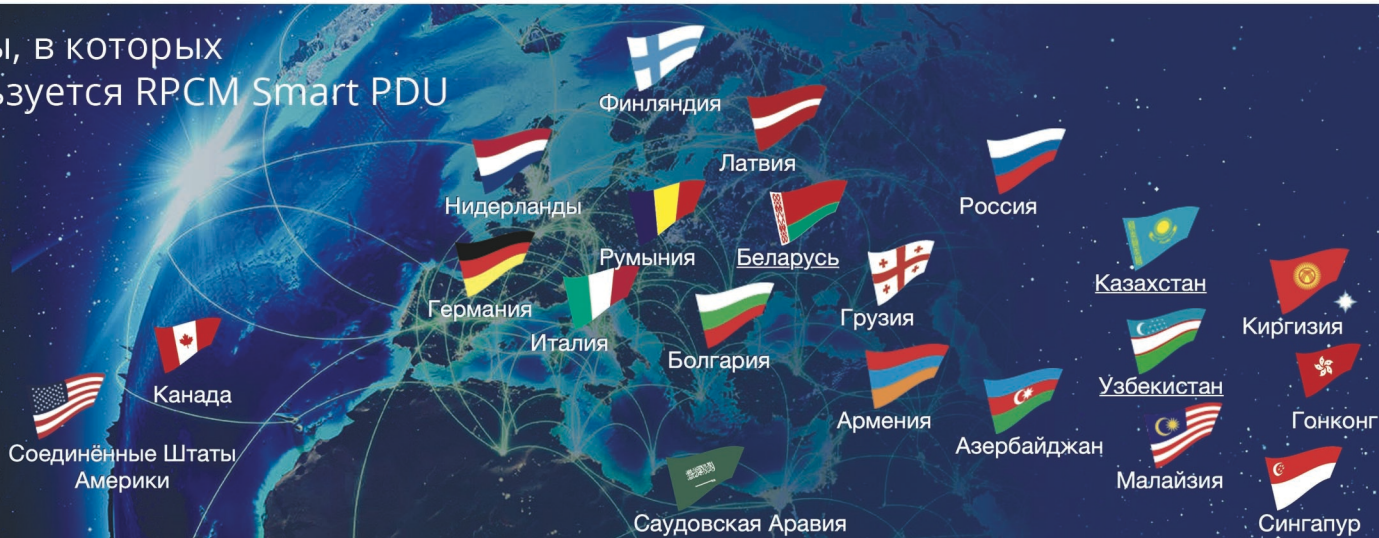 ы, в которых
ьзуется RPCM Smart PDU
Финляндия
Латвия
Нидерланды
Россия
Румыния
Беларусь
Казахстан
Германия
Грузия
Киргизия
Италия
Болгария
Канада
Узбекистан
Армения
Гонконг
Азербайджан
Соединённые Штаты
Америки
Малайзия
Саудовская Аравия
Сингапур